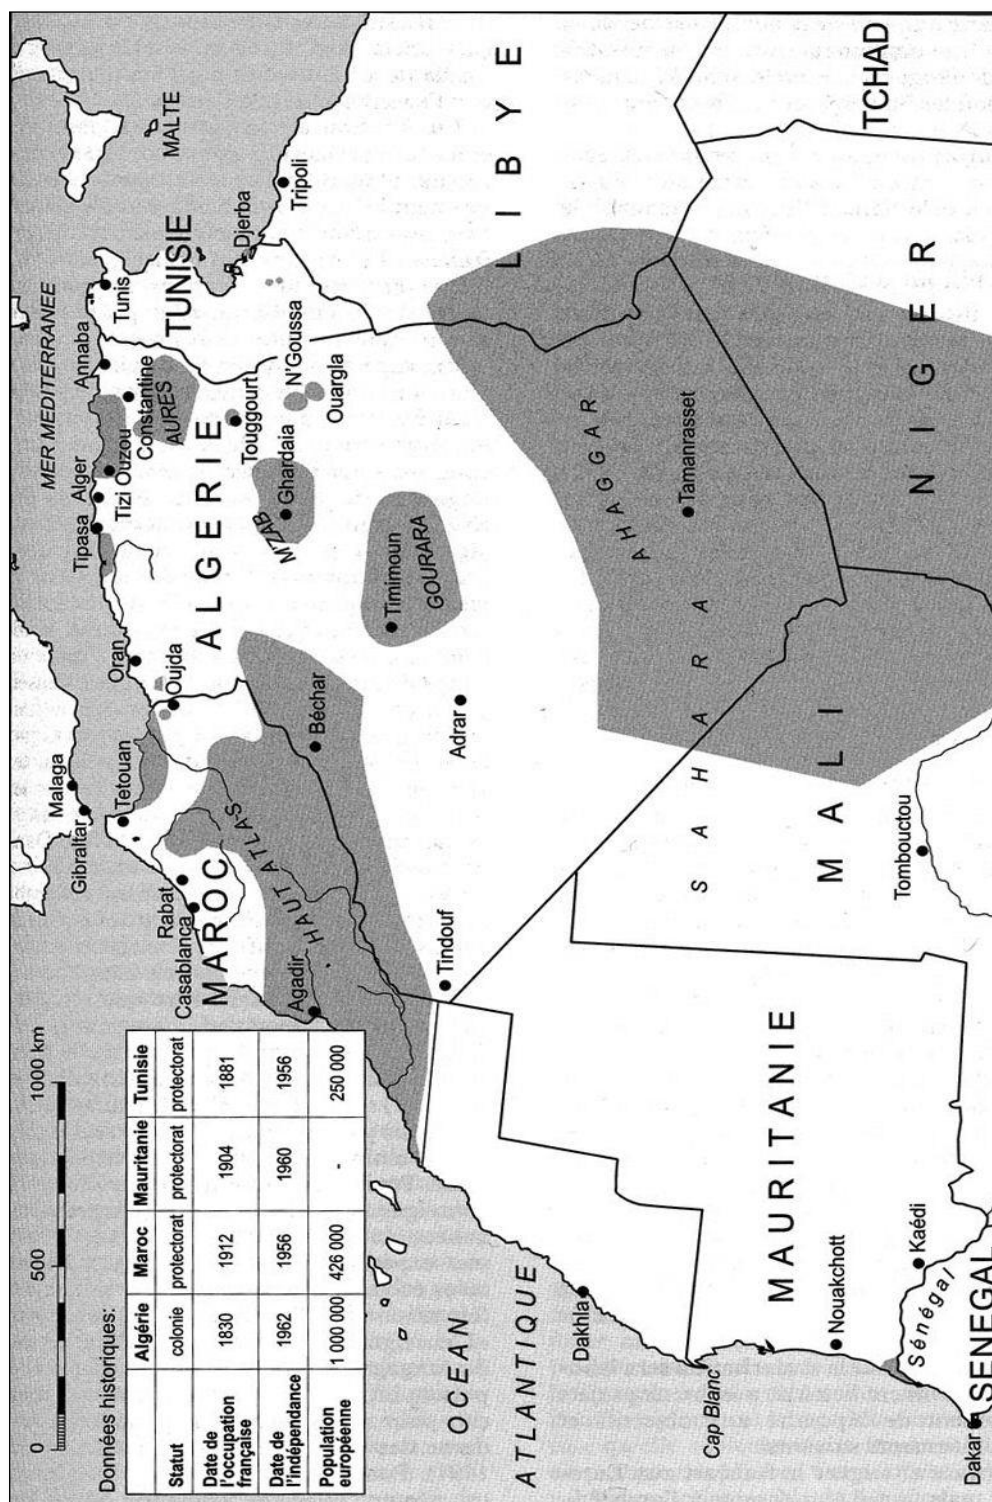 MER MEDITERRANEE
MALTE
Malaga
Gibraltar
Tetouan
Oran
Oujda
Tipasa
Alger
Tizi Ouzou
Constantine
Annaba
AURES
Tunis
TUNISIE
Djerba
Tripoli
LIBYE
Rabat
Casablanca
MAROC
HAUT ATLAS
Agadir
ALGERIE
Touggourt
N'Goussa
Ouargla
M'ZAB
Ghardaia
Béchar
Timimoun
GOURARA
Adrar
Tindouf
AHAGGAR
Tamanrasset
SAHARA
MALI
Tombouctou
NIGER
TCHAD
0 500 1000 km
Données historiques:
Algérie Maroc Mauritanie Tunisie
Statut colonie protectorat protectorat protectorat
Date de
l'occupation
française 1830 1912 1904 1881
Date de
l'indépendance 1962 1956 1960 1956
Population
européenne 1 000 000 426 000 - 250 000
OCEAN
ATLANTIQUE
Dakhla
Cap Blanc
MAURITANIE
Nouakchott
Kaédi
Sénégal
Dakar
SENEGAL